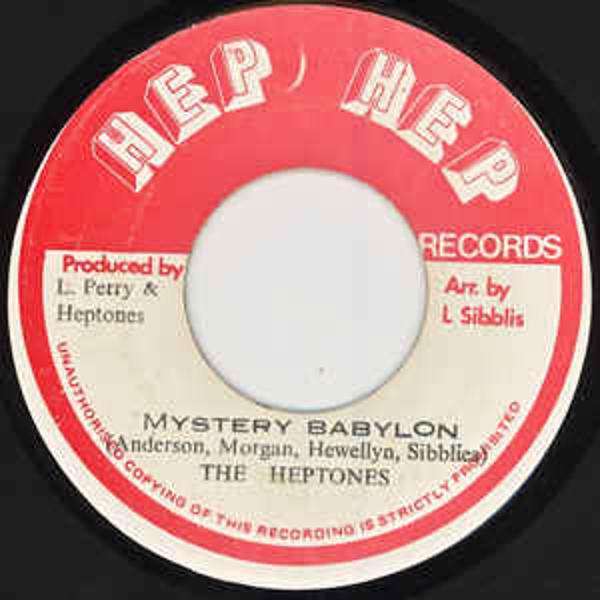 HEP HEP
RECORDS
Produced by
L. Perry &
Heptones
Arr. by
L Sibblis
MYSTERY BABYLON
(Anderson, Morgan, Hewellyn, Sibblies)
THE HEPTONES
UNAUTHORISED COPYING OF THIS RECORDING IS STRICTLY PROHIBITED